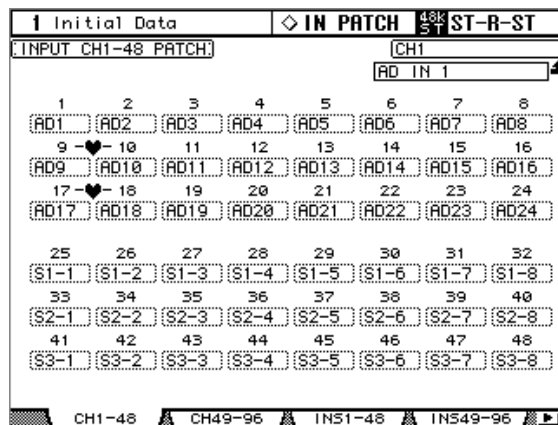 1 Initial Data ◇ IN PATCH 48k ST ST-R-ST
INPUT CH1-48 PATCH CH1
AD IN 1
1 2 3 4 5 6 7 8
AD1 AD2 AD3 AD4 AD5 AD6 AD7 AD8
9 -♥- 10 11 12 13 14 15 16
AD9 AD10 AD11 AD12 AD13 AD14 AD15 AD16
17 -♥- 18 19 20 21 22 23 24
AD17 AD18 AD19 AD20 AD21 AD22 AD23 AD24
25 26 27 28 29 30 31 32
S1-1 S1-2 S1-3 S1-4 S1-5 S1-6 S1-7 S1-8
33 34 35 36 37 38 39 40
S2-1 S2-2 S2-3 S2-4 S2-5 S2-6 S2-7 S2-8
41 42 43 44 45 46 47 48
S3-1 S3-2 S3-3 S3-4 S3-5 S3-6 S3-7 S3-8
CH1-48 CH49-96 INS1-48 INS49-96